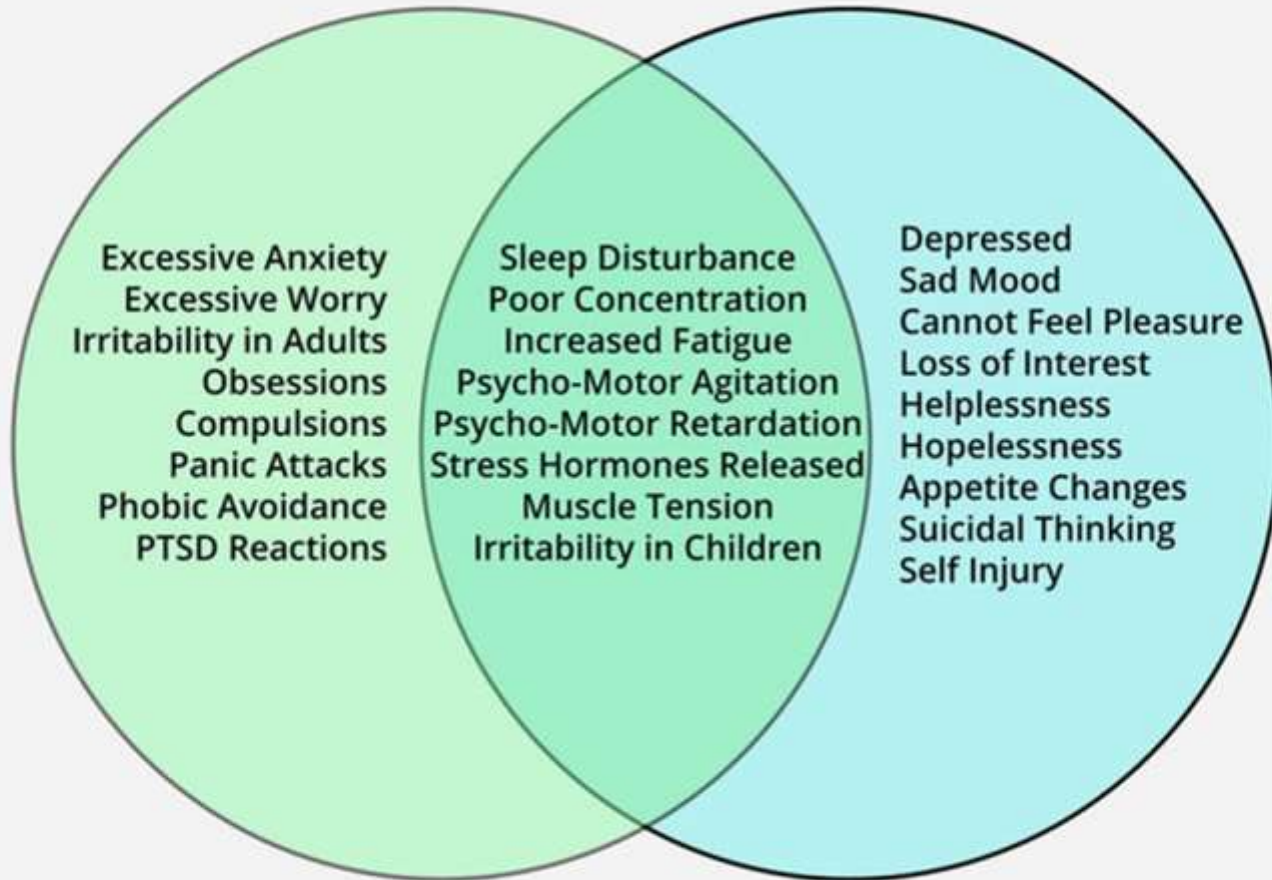 Excessive Anxiety
Excessive Worry
Irritability in Adults
Obsessions
Compulsions
Panic Attacks
Phobic Avoidance
PTSD Reactions
Sleep Disturbance
Poor Concentration
Increased Fatigue
Psycho-Motor Agitation
Psycho-Motor Retardation
Stress Hormones Released
Muscle Tension
Irritability in Children
Depressed
Sad Mood
Cannot Feel Pleasure
Loss of Interest
Helplessness
Hopelessness
Appetite Changes
Suicidal Thinking
Self Injury